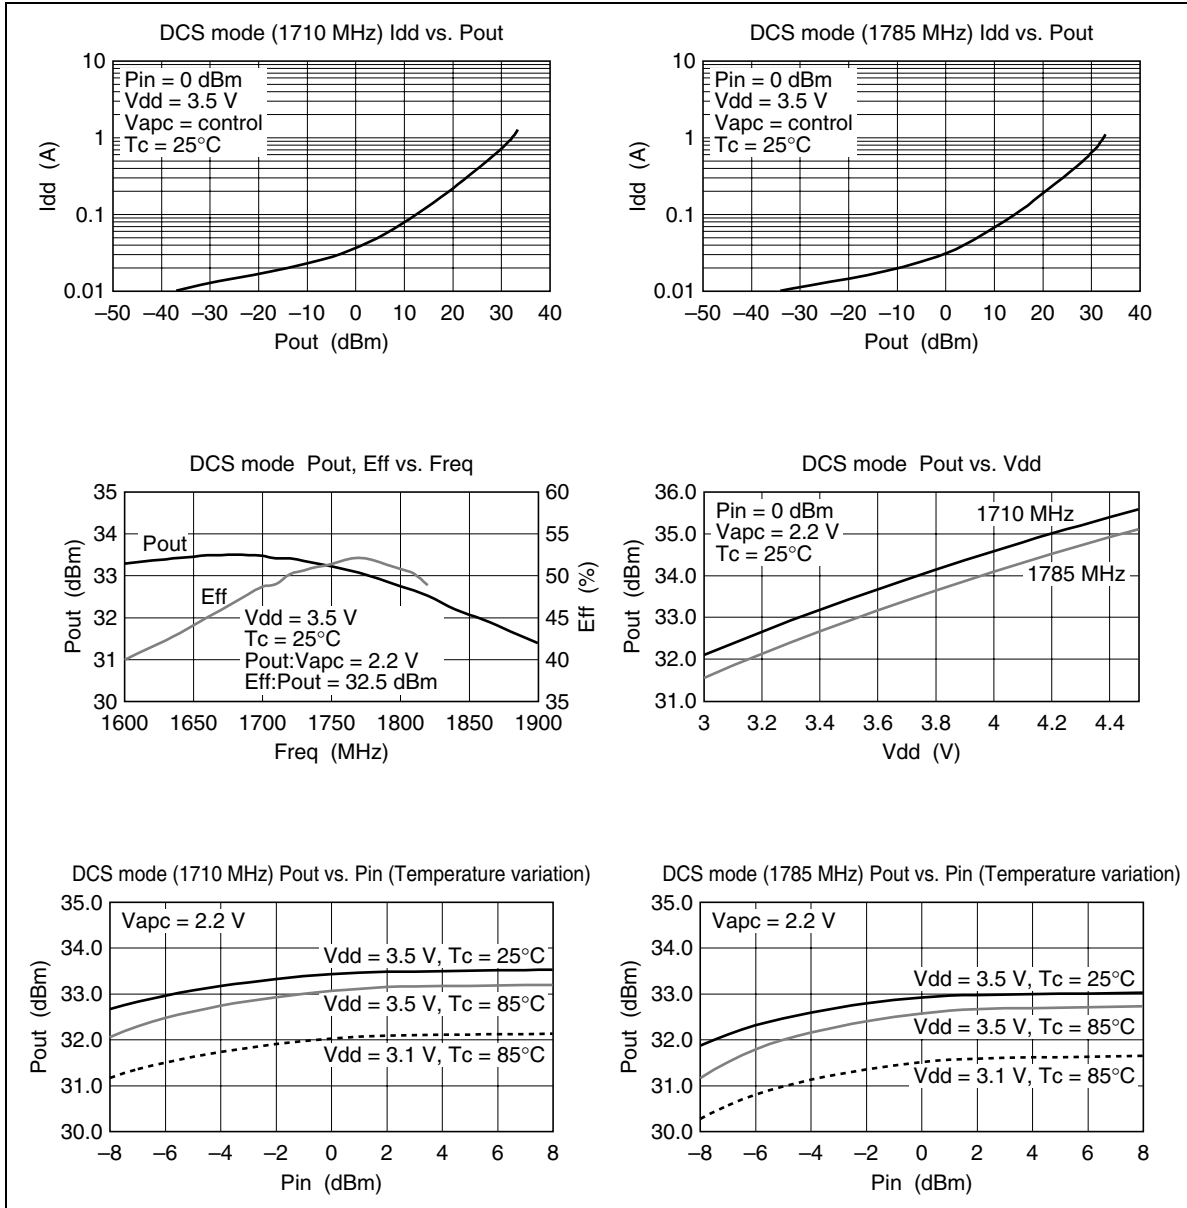 DCS mode (1710 MHz) Idd vs. Pout
10
1
0.1
0.01
Idd (A)
Pin = 0 dBm
Vdd = 3.5 V
Vapc = control
Tc = 25°C
–50 –40 –30 –20 –10 0 10 20 30 40
Pout (dBm)
DCS mode (1785 MHz) Idd vs. Pout
10
1
0.1
0.01
Idd (A)
Pin = 0 dBm
Vdd = 3.5 V
Vapc = control
Tc = 25°C
–50 –40 –30 –20 –10 0 10 20 30 40
Pout (dBm)
DCS mode Pout, Eff vs. Freq
35
34
33
32
31
30
Pout (dBm)
Pout
Eff
Vdd = 3.5 V
Tc = 25°C
Pout:Vapc = 2.2 V
Eff:Pout = 32.5 dBm
60
55
50
45
40
35
Eff (%)
1600 1650 1700 1750 1800 1850 1900
Freq (MHz)
DCS mode Pout vs. Vdd
36.0
35.0
34.0
33.0
32.0
31.0
Pout (dBm)
Pin = 0 dBm
Vapc = 2.2 V
Tc = 25°C
1710 MHz
1785 MHz
3 3.2 3.4 3.6 3.8 4 4.2 4.4
Vdd (V)
DCS mode (1710 MHz) Pout vs. Pin (Temperature variation)
35.0
34.0
33.0
32.0
31.0
30.0
Pout (dBm)
Vapc = 2.2 V
Vdd = 3.5 V, Tc = 25°C
Vdd = 3.5 V, Tc = 85°C
Vdd = 3.1 V, Tc = 85°C
–8 –6 –4 –2 0 2 4 6 8
Pin (dBm)
DCS mode (1785 MHz) Pout vs. Pin (Temperature variation)
35.0
34.0
33.0
32.0
31.0
30.0
Pout (dBm)
Vapc = 2.2 V
Vdd = 3.5 V, Tc = 25°C
Vdd = 3.5 V, Tc = 85°C
Vdd = 3.1 V, Tc = 85°C
–8 –6 –4 –2 0 2 4 6 8
Pin (dBm)